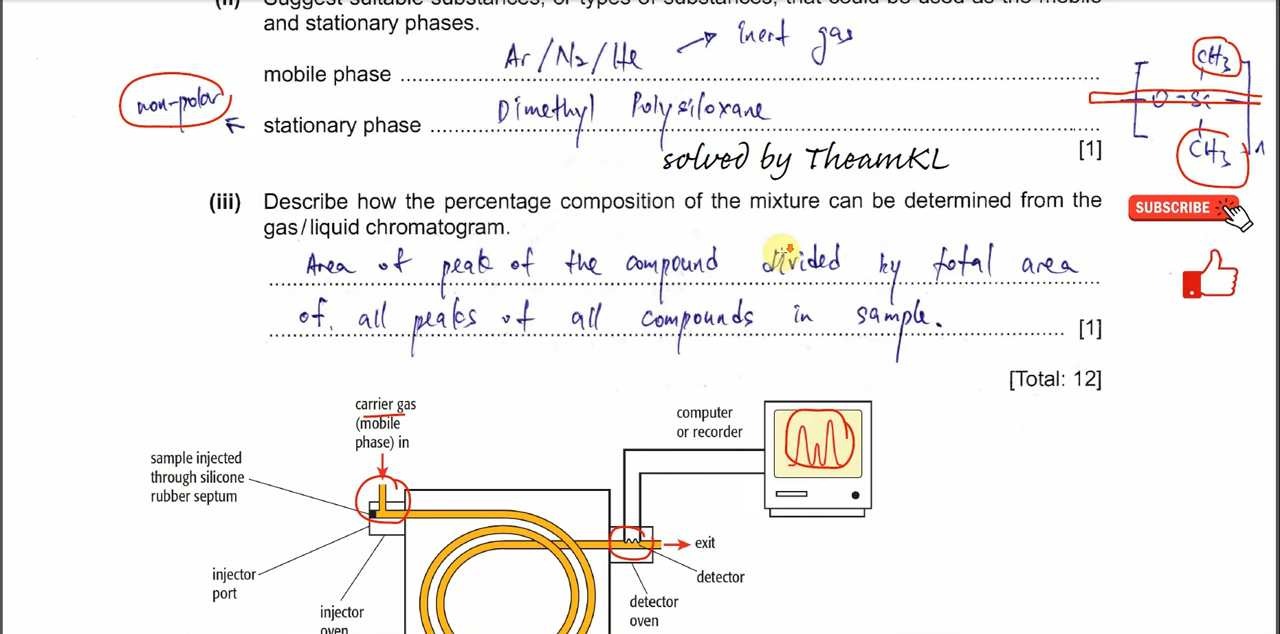 and stationary phases.
Ar/N2/He → inert gas
mobile phase
non-polar
stationary phase Dimethyl Polysiloxane
CH3
O-Si
CH3
solved by TheamKL [1]
(iii) Describe how the percentage composition of the mixture can be determined from the
SUBSCRIBE
gas/liquid chromatogram.
Area of peak of the compound divided by total area
of. all peaks of all compounds in sample.
[1]
[Total: 12]
carrier gas
(mobile
phase) in
computer
or recorder
sample injected
through silicone
rubber septum
exit
detector
injector
port
detector
oven
injector
oven